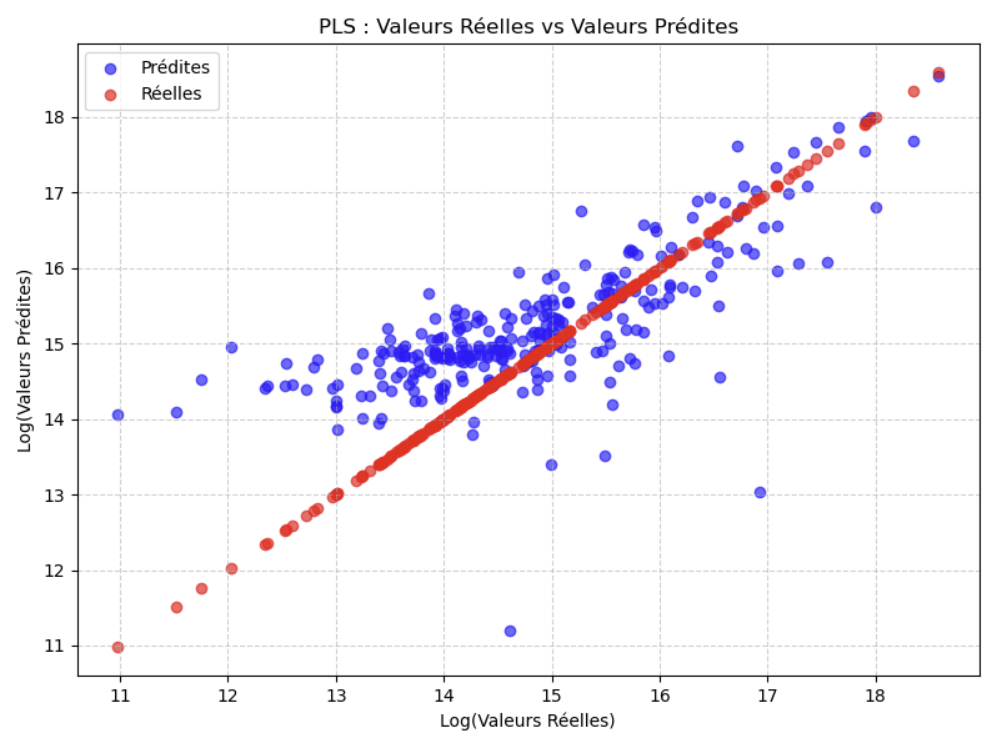 PLS : Valeurs Réelles vs Valeurs Prédites
Prédites
Réelles
Log(Valeurs Prédites)
18
17
16
15
14
13
12
11
11 12 13 14 15 16 17 18
Log(Valeurs Réelles)